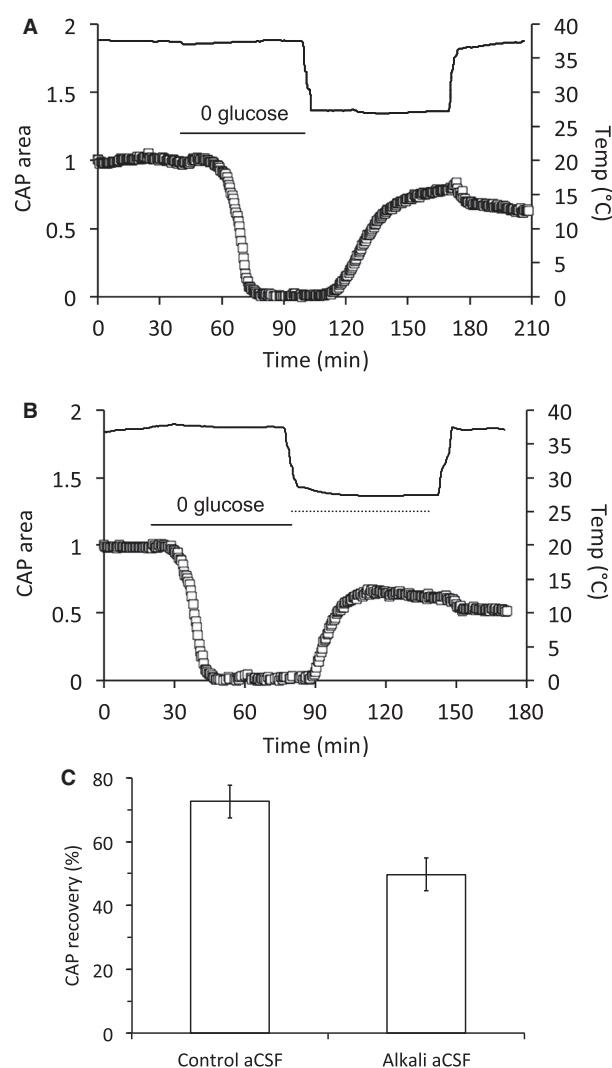 A
2
1.5
1
0.5
0
CAP area
0 glucose
40
35
30
25
20
15
10
5
0
Temp (°C)
0 30 60 90 120 150 180 210
Time (min)
B
2
1.5
1
0.5
0
CAP area
0 glucose
40
35
30
25
20
15
10
5
0
Temp (°C)
0 30 60 90 120 150 180
Time (min)
C
80
60
40
20
0
CAP recovery (%)
Control aCSF Alkali aCSF